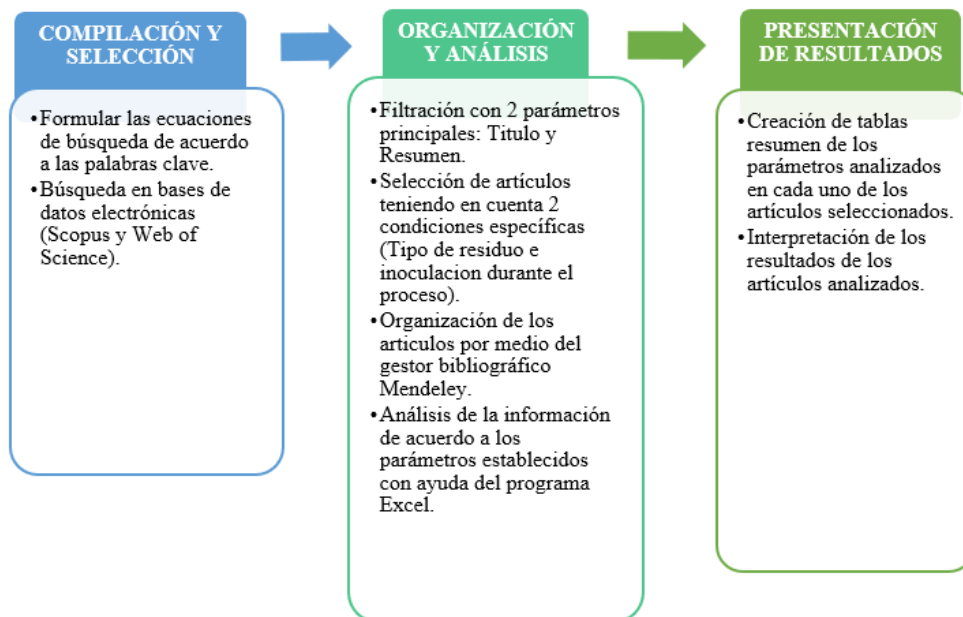 COMPILACIÓN Y
SELECCIÓN
•Formular las ecuaciones
de búsqueda de acuerdo
a las palabras clave.
•Búsqueda en bases de
datos electrónicas
(Scopus y Web of
Science).
ORGANIZACIÓN
Y ANÁLISIS
•Filtración con 2 parámetros
principales: Titulo y
Resumen.
•Selección de artículos
teniendo en cuenta 2
condiciones específicas
(Tipo de residuo e
inoculacion durante el
proceso).
•Organización de los
articulos por medio del
gestor bibliográfico
Mendeley.
•Análisis de la información
de acuerdo a los
parámetros establecidos
con ayuda del programa
Excel.
PRESENTACIÓN
DE RESULTADOS
•Creación de tablas
resumen de los
parámetros analizados
en cada uno de los
artículos seleccionados.
•Interpretación de los
resultados de los
artículos analizados.